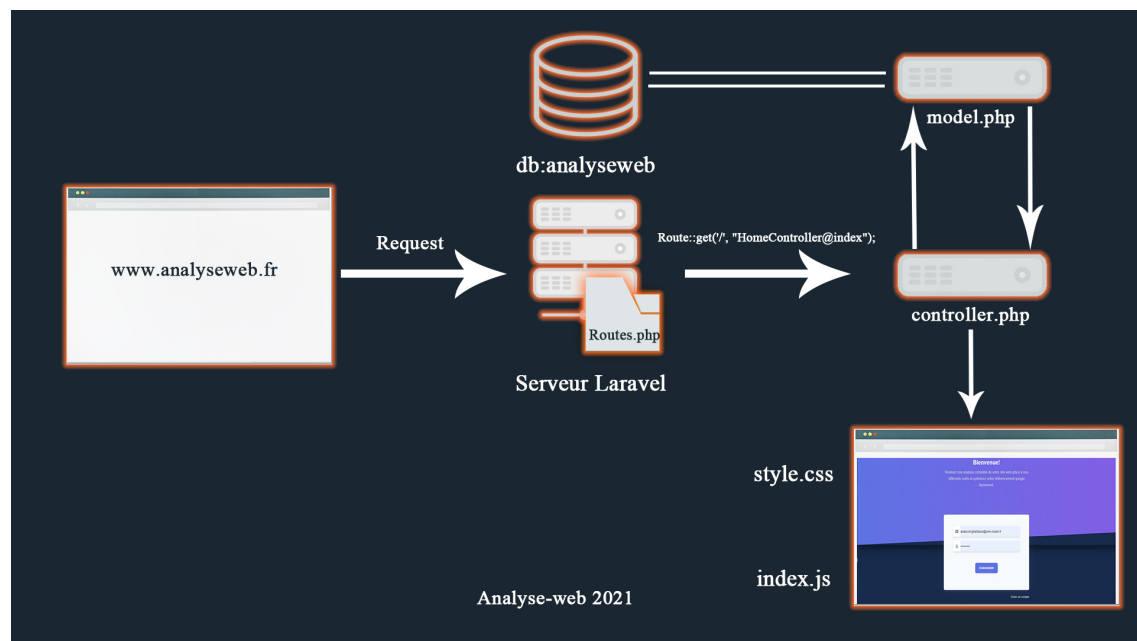 db:analyseweb
model.php
www.analyseweb.fr
Request
Route::get('/', "HomeController@index");
Routes.php
Serveur Laravel
controller.php
style.css
index.js
Bienvenue!
Analyse-web 2021